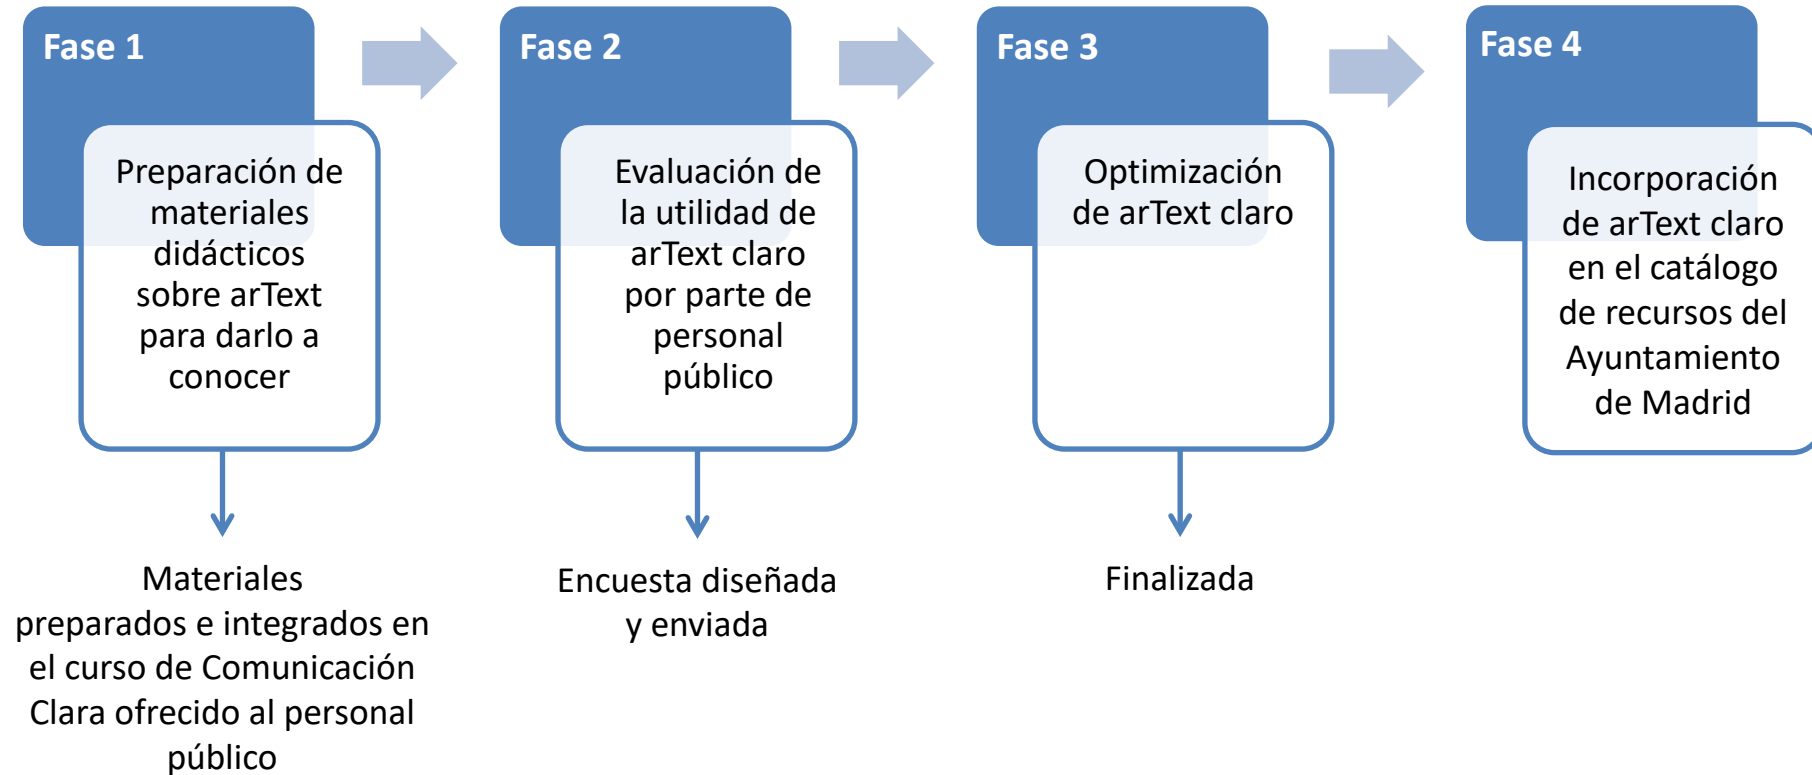 Fase 1
Preparación de
materiales
didácticos
sobre arText
para darlo a
conocer
Materiales
preparados e integrados en
el curso de Comunicación
Clara ofrecido al personal
público
Fase 2
Evaluación de
la utilidad de
arText claro
por parte de
personal
público
Encuesta diseñada
y enviada
Fase 3
Optimización
de arText claro
Finalizada
Fase 4
Incorporación
de arText claro
en el catálogo
de recursos del
Ayuntamiento
de Madrid